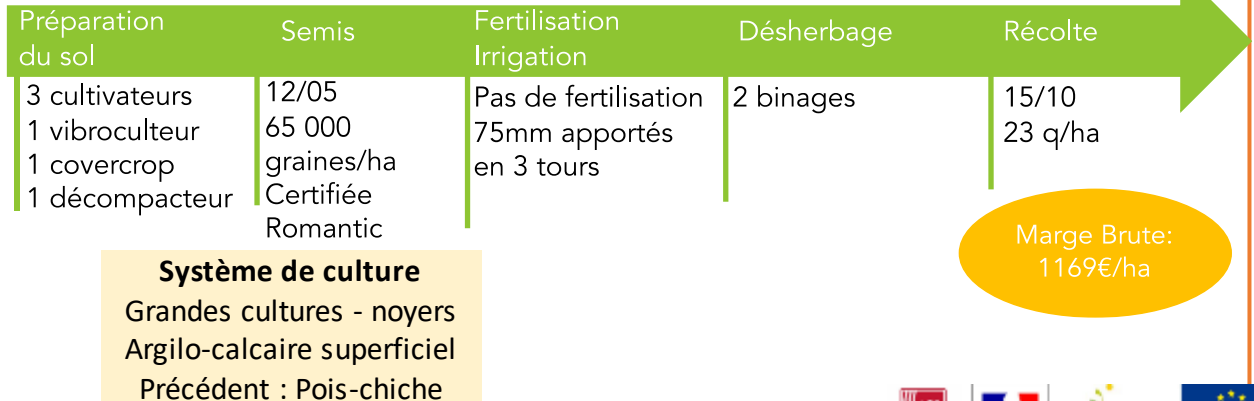 Préparation
du sol
Semis
Fertilisation
Irrigation
Désherbage
Récolte
3 cultivateurs
1 vibroculteur
1 covercrop
1 décompacteur
12/05
65 000
graines/ha
Certifiée
Romantic
Pas de fertilisation
75mm apportés
en 3 tours
2 binages
15/10
23 q/ha
Marge Brute:
1169€/ha
Système de culture
Grandes cultures - noyers
Argilo-calcaire superficiel
Précédent : Pois-chiche